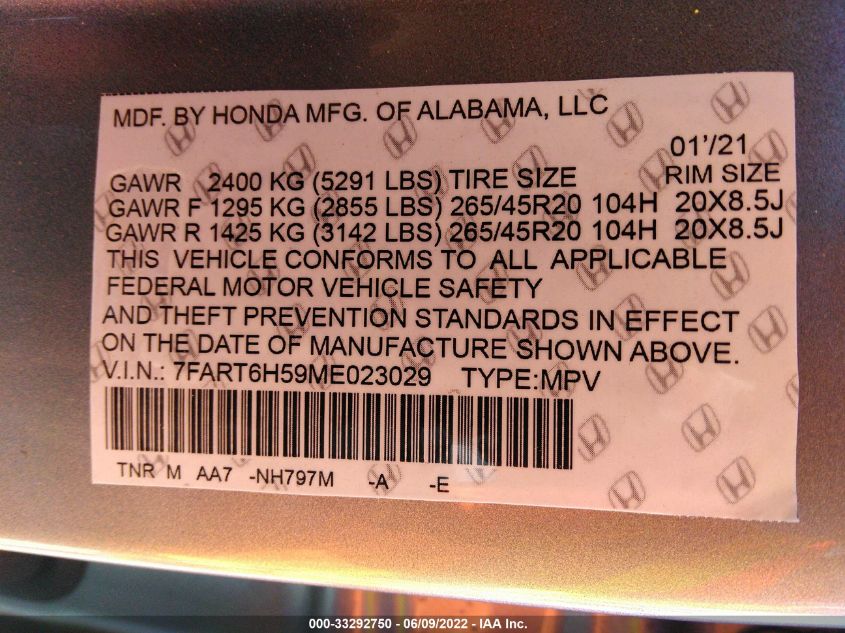 MDF. BY HONDA MFG. OF ALABAMA, LLC
01'/21
GAWR 2400 KG (5291 LBS) TIRE SIZE RIM SIZE
GAWR F 1295 KG (2855 LBS) 265/45R20 104H 20X8.5J
GAWR R 1425 KG (3142 LBS) 265/45R20 104H 20X8.5J
THIS VEHICLE CONFORMS TO ALL APPLICABLE
FEDERAL MOTOR VEHICLE SAFETY
AND THEFT PREVENTION STANDARDS IN EFFECT
ON THE DATE OF MANUFACTURE SHOWN ABOVE.
V.I.N.: 7FART6H59ME023029 TYPE:MPV
TNR M AA7 -NH797M -A -E
000-33292750 - 06/09/2022 - IAA Inc.